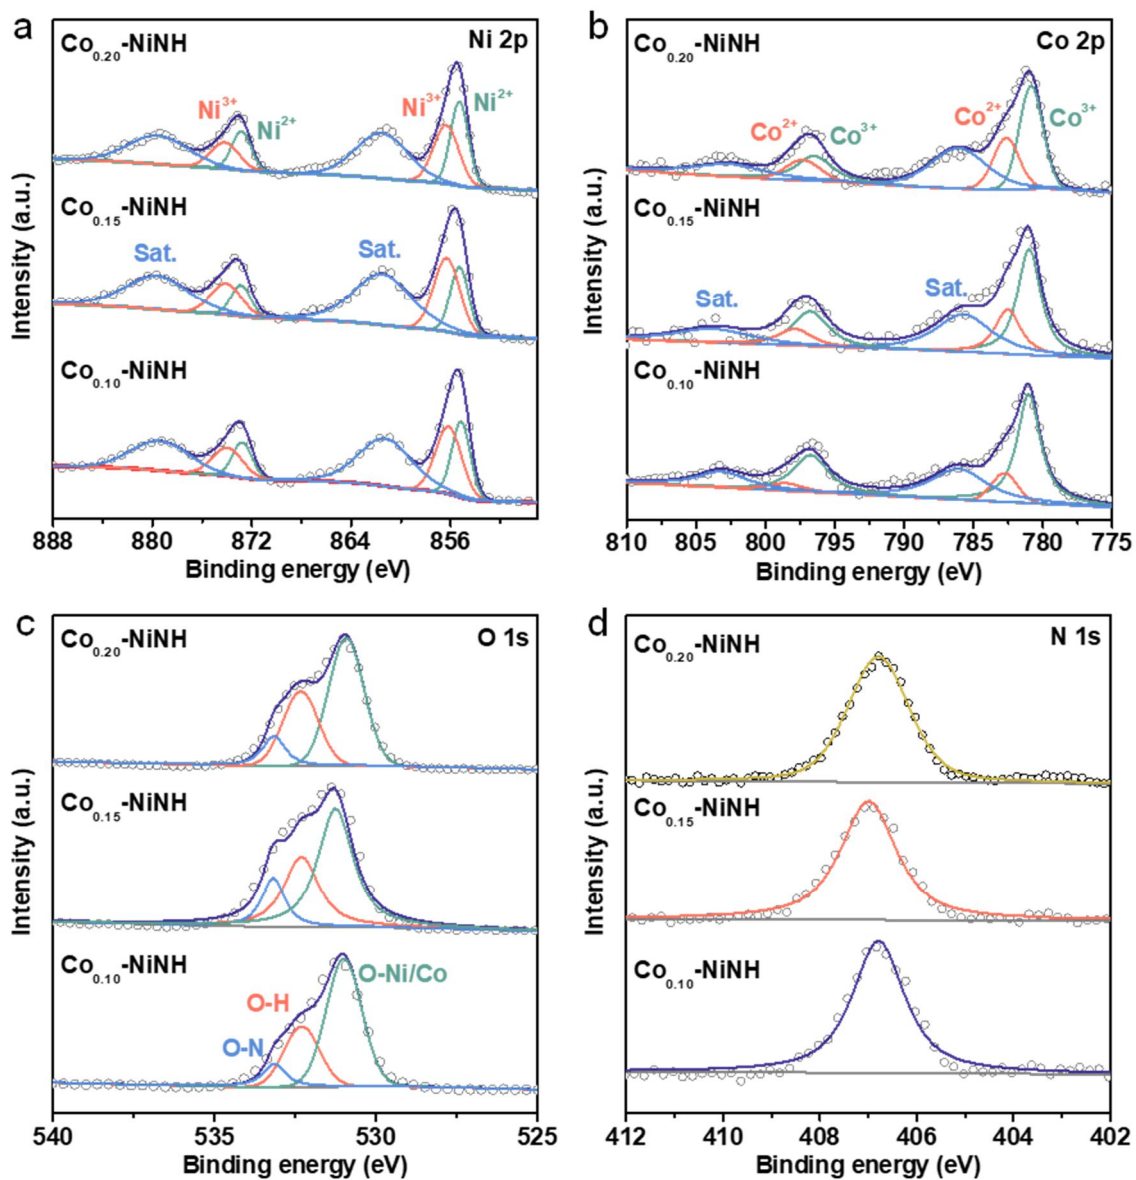 a
Co0.20-NiNH
Ni 2p
Ni3+
Ni2+
Ni3+
Ni2+
Co0.15-NiNH
Sat.
Sat.
Co0.10-NiNH
Intensity (a.u.)
888 880 872 864 856
Binding energy (eV)
b
Co0.20-NiNH
Co 2p
Co2+
Co3+
Co2+
Co3+
Co0.15-NiNH
Sat.
Sat.
Co0.10-NiNH
Intensity (a.u.)
810 805 800 795 790 785 780 775
Binding energy (eV)
c
Co0.20-NiNH
O 1s
Co0.15-NiNH
Co0.10-NiNH
O-Ni/Co
O-H
O-N
Intensity (a.u.)
540 535 530 525
Binding energy (eV)
d
Co0.20-NiNH
N 1s
Co0.15-NiNH
Co0.10-NiNH
Intensity (a.u.)
412 410 408 406 404 402
Binding energy (eV)